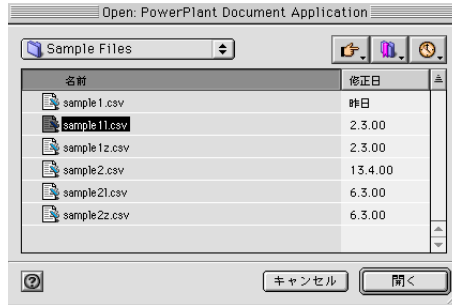 Open: PowerPlant Document Application
Sample Files
名前 修正日
sample1.csv 昨日
sample11.csv 2.3.00
sample1z.csv 2.3.00
sample2.csv 13.4.00
sample21.csv 6.3.00
sample2z.csv 6.3.00
キャンセル 開く